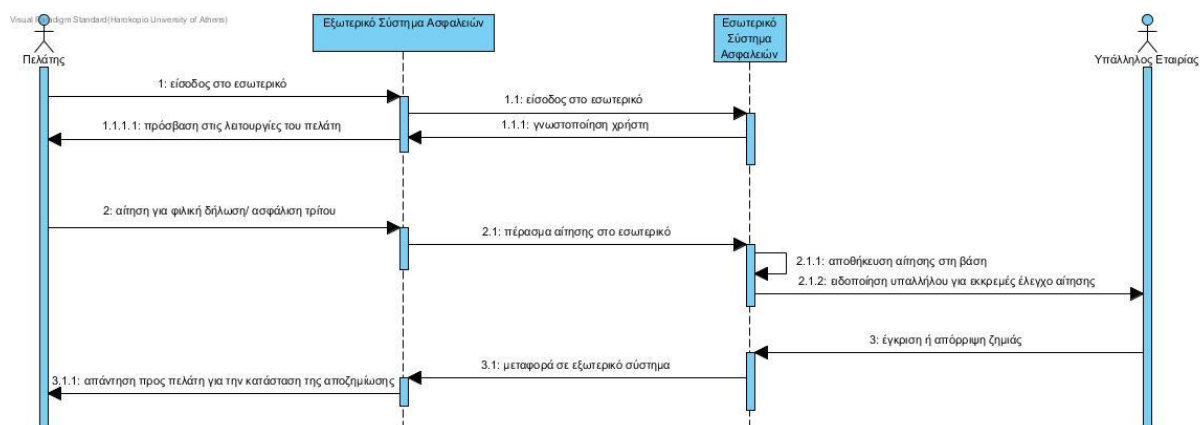 Visual Paradigm Standard(Harokopio University of Athens)
Πελάτης
Εξωτερικό Σύστημα Ασφαλειών
Εσωτερικό
Σύστημα
Ασφαλειών
Υπάλληλος Εταιρίας
1: είσοδος στο εσωτερικό
1.1: είσοδος στο εσωτερικό
1.1.1: γνωστοποίηση χρήστη
1.1.1.1: πρόσβαση στις λειτουργίες του πελάτη
2: αίτηση για φιλική δήλωση/ ασφάλιση τρίτου
2.1: πέρασμα αίτησης στο εσωτερικό
2.1.1: αποθήκευση αίτησης στη βάση
2.1.2: ειδοποίηση υπαλλήλου για εκκρεμές έλεγχο αίτησης
3: έγκριση ή απόρριψη ζημιάς
3.1: μεταφορά σε εξωτερικό σύστημα
3.1.1: απάντηση προς πελάτη για την κατάσταση της αποζημίωσης